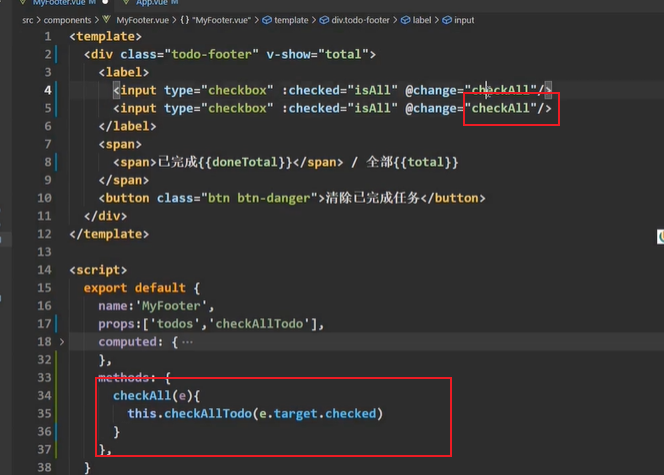 MyFooter.vue M ● App.vue M
src > components > MyFooter.vue > {} "MyFooter.vue" > template > div.todo-footer > label > input
1 <template>
2 <div class="todo-footer" v-show="total">
3 <label>
4 <input type="checkbox" :checked="isAll" @change="checkAll"/>
5 <input type="checkbox" :checked="isAll" @change="checkAll"/>
6 </label>
7 <span>
8 <span>已完成{{doneTotal}}</span> / 全部{{total}}
9 </span>
10 <button class="btn btn-danger">清除已完成任务</button>
11 </div>
12 </template>
13
14 <script>
15 export default {
16 name:'MyFooter',
17 props:['todos','checkAllTodo'],
18 > computed: { ···
32 },
33 methods: {
34 checkAll(e){
35 this.checkAllTodo(e.target.checked)
36 }
37 },
38 }